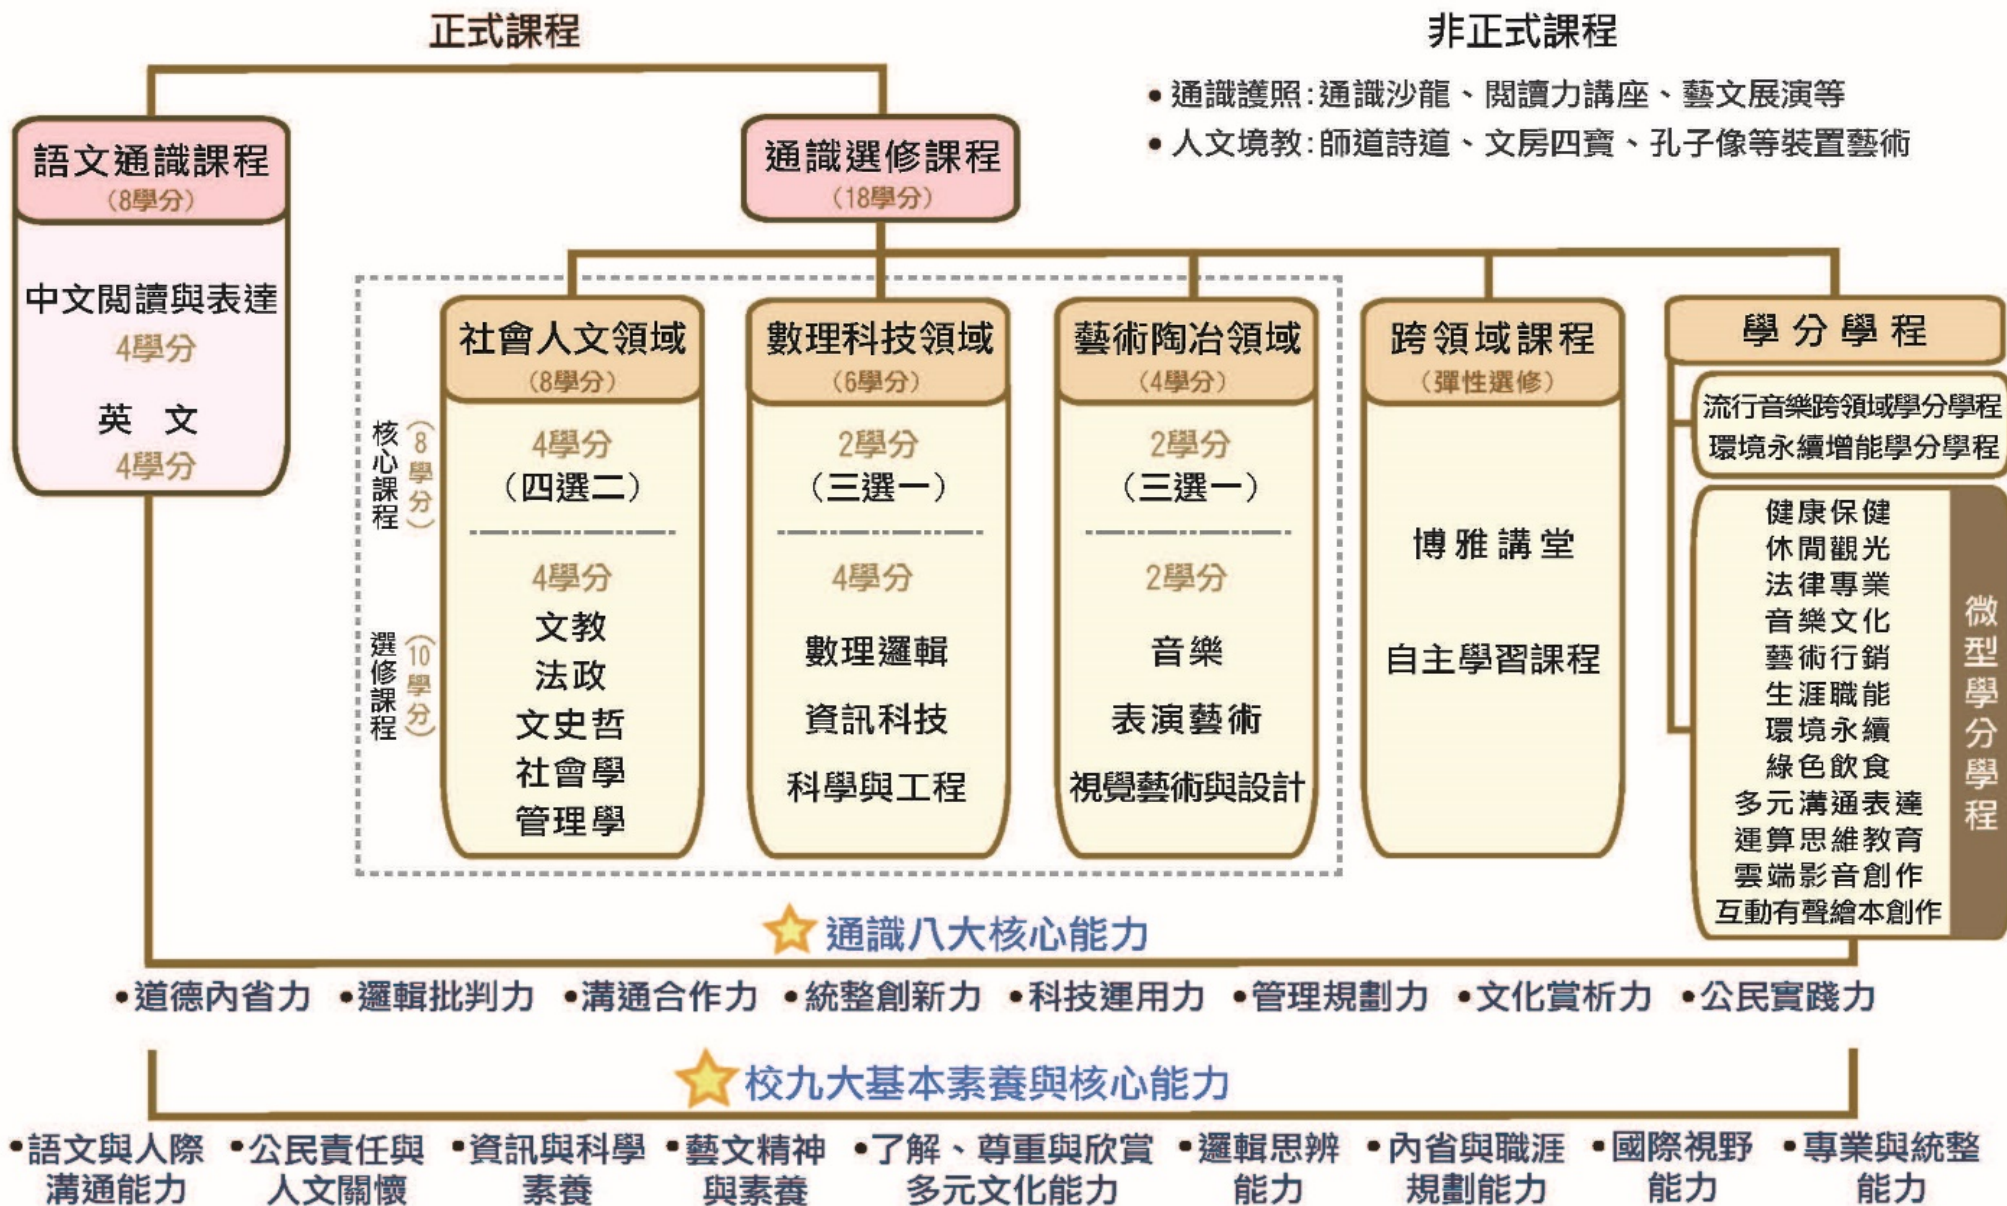 正式課程
非正式課程
•通識護照:通識沙龍、閱讀力講座、藝文展演等
•人文境教:師道詩道、文房四寶、孔子像等裝置藝術
語文通識課程
(8學分)
中文閱讀與表達
4學分
英 文
4學分
通識選修課程
(18學分)
核心課程
(8學分)
選修課程
(10學分)
社會人文領域
(8學分)
4學分
(四選二)
4學分
文教
法政
文史哲
社會學
管理學
數理科技領域
(6學分)
2學分
(三選一)
4學分
數理邏輯
資訊科技
科學與工程
藝術陶冶領域
(4學分)
2學分
(三選一)
2學分
音樂
表演藝術
視覺藝術與設計
跨領域課程
(彈性選修)
博雅講堂
自主學習課程
學分學程
流行音樂跨領域學分學程
環境永續增能學分學程
健康保健
休閒觀光
法律專業
音樂文化
藝術行銷
生涯職能
環境永續
綠色飲食
多元溝通表達
運算思維教育
雲端影音創作
互動有聲繪本創作
微型學分學程
通識八大核心能力
•道德內省力 •邏輯批判力 •溝通合作力 •統整創新力 •科技運用力 •管理規劃力 •文化賞析力 •公民實踐力
校九大基本素養與核心能力
•語文與人際
溝通能力
•公民責任與
人文關懷
•資訊與科學
素養
•藝文精神
與素養
•了解、尊重與欣賞
多元文化能力
•邏輯思辨
能力
•內省與職涯
規劃能力
•國際視野
能力
•專業與統整
能力